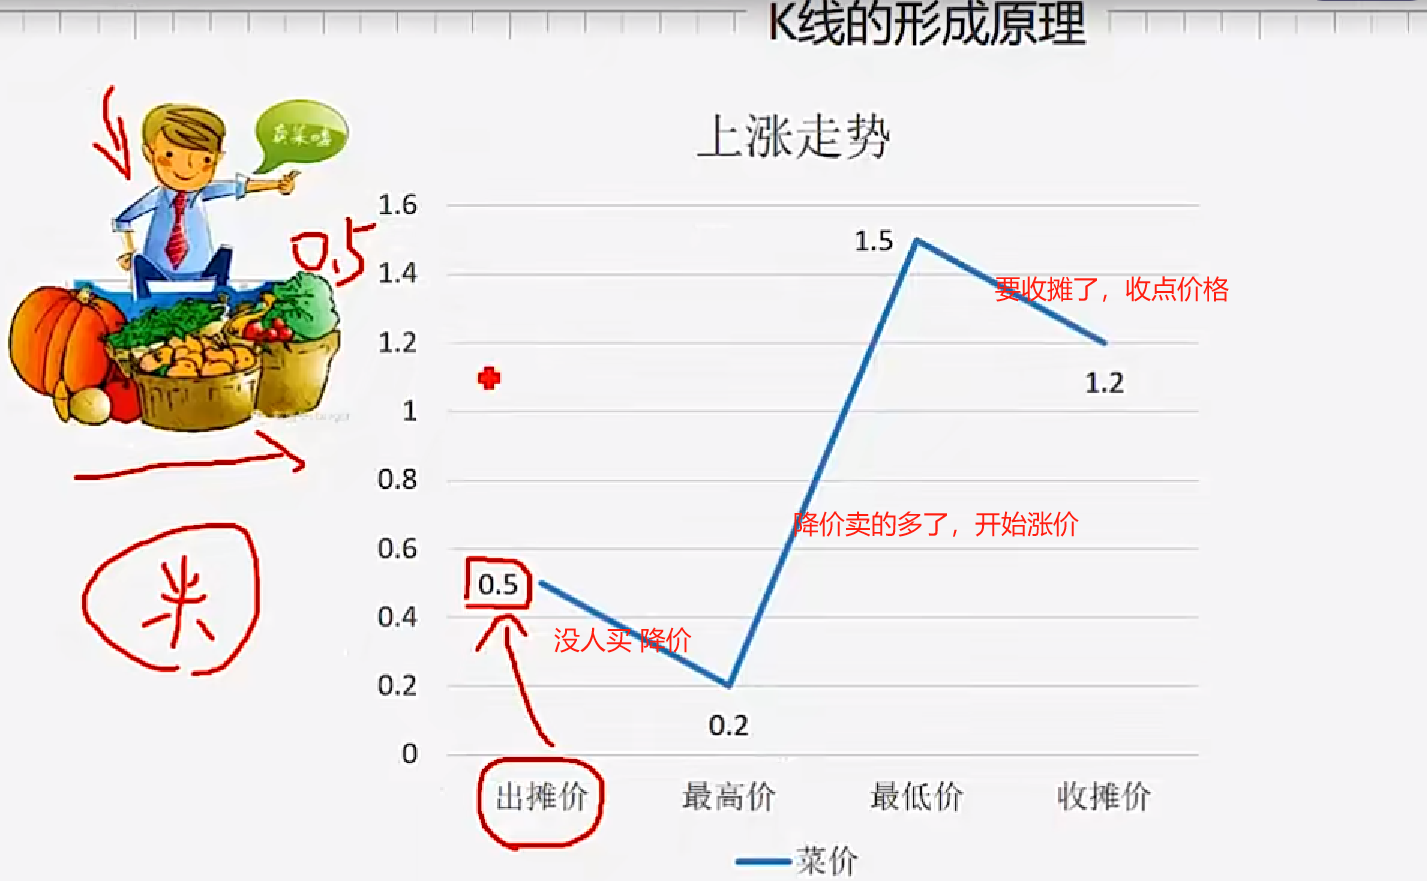 K线的形成原理
上涨走势
卖菜喽
0.5
1.6
1.4
1.2
1
0.8
0.6
0.4
0.2
0
1.5
要收摊了，收点价格
1.2
降价卖的多了，开始涨价
0.5
没人买 降价
0.2
出摊价
最高价
最低价
收摊价
菜价